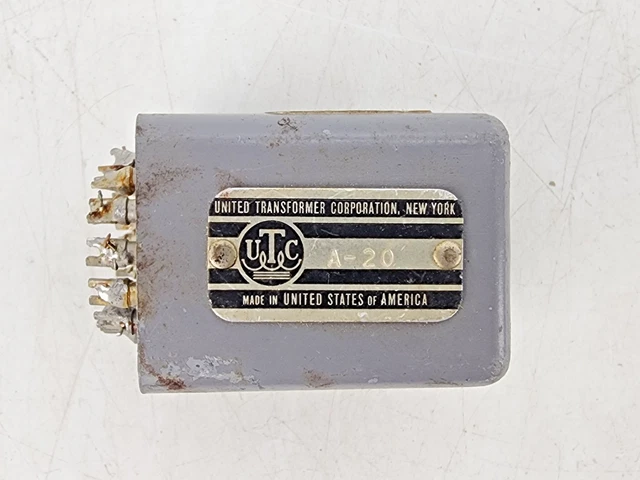 UNITED TRANSFORMER CORPORATION, NEW YORK
UTC
A-20
MADE IN UNITED STATES OF AMERICA